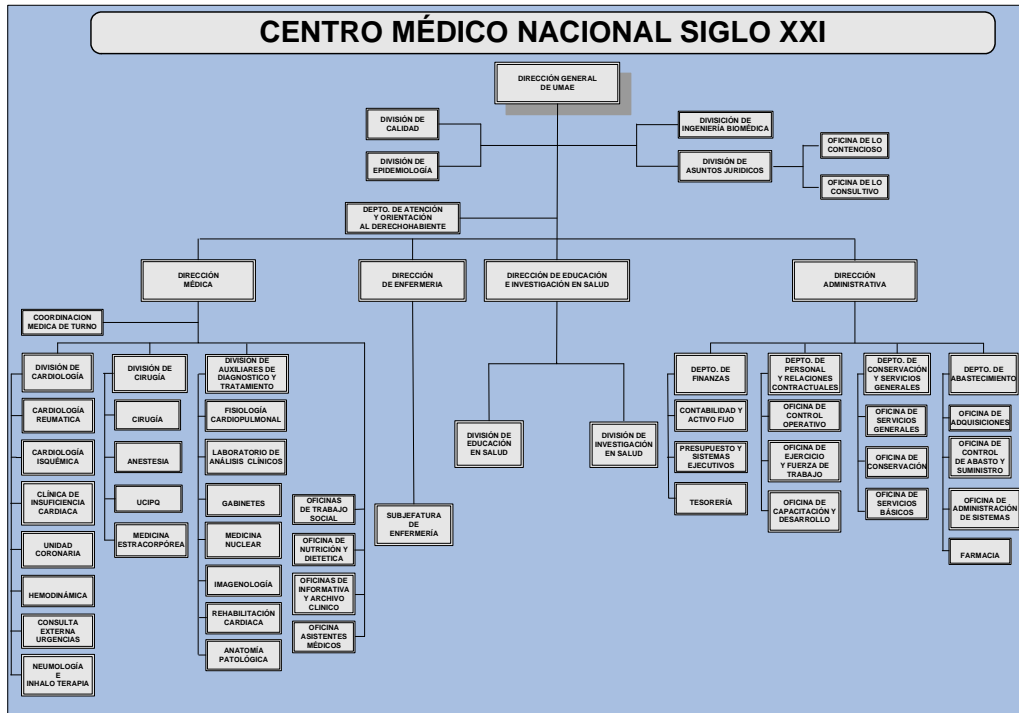 CENTRO MÉDICO NACIONAL SIGLO XXI
DIRECCIÓN GENERAL
DE UMAE
DIVISIÓN DE
CALIDAD
DIVISICIÓN DE
INGENIERÍA BIOMÉDICA
OFICINA DE LO
CONTENCIOSO
DIVISIÓN DE
EPIDEMIOLOGÍA
DIVISIÓN DE
ASUNTOS JURIDICOS
OFICINA DE LO
CONSULTIVO
DEPTO. DE ATENCIÓN
Y ORIENTACIÓN
AL DERECHOHABIENTE
DIRECCIÓN
MÉDICA
DIRECCIÓN
DE ENFERMERIA
DIRECCIÓN DE EDUCACIÓN
E INVESTIGACIÓN EN SALUD
DIRECCIÓN
ADMINISTRATIVA
COORDINACION
MEDICA DE TURNO
DIVISIÓN DE
CARDIOLOGÍA
CARDIOLOGÍA
REUMATICA
CARDIOLOGÍA
ISQUÉMICA
CLÍNICA DE
INSUFICIENCIA
CARDIACA
UNIDAD
CORONARIA
HEMODINÁMICA
CONSULTA
EXTERNA
URGENCIAS
NEUMOLOGÍA
E
INHALO TERAPIA
DIVISIÓN DE
CIRUGÍA
CIRUGÍA
ANESTESIA
UCIPQ
MEDICINA
ESTRACORPÓREA
DIVISIÓN DE
AUXILIARES DE
DIAGNOSTICO Y
TRATAMIENTO
FISIOLOGÍA
CARDIOPULMONAL
LABORATORIO DE
ANÁLISIS CLÍNICOS
GABINETES
MEDICINA
NUCLEAR
IMAGENOLOGÍA
REHABILITACIÓN
CARDIACA
ANATOMÍA
PATOLÓGICA
OFICINAS
DE TRABAJO
SOCIAL
OFICINA DE
NUTRICIÓN Y
DIETETICA
OFICINAS DE
INFORMATIVA
Y ARCHIVO
CLINICO
OFICINA
ASISTENTES
MÉDICOS
SUBJEFATURA
DE
ENFERMERÍA
DIVISIÓN DE
EDUCACIÓN
EN SALUD
DIVISIÓN DE
INVESTIGACIÓN
EN SALUD
DEPTO. DE
FINANZAS
CONTABILIDAD Y
ACTIVO FIJO
PRESUPUESTO Y
SISTEMAS
EJECUTIVOS
TESORERÍA
DEPTO. DE
PERSONAL
Y RELACIONES
CONTRACTUALES
OFICINA DE
CONTROL
OPERATIVO
OFICINA DE
EJERCICIO
Y FUERZA DE
TRABAJO
OFICINA DE
CAPACITACIÓN Y
DESARROLLO
DEPTO. DE
CONSERVACIÓN
Y SERVICIOS
GENERALES
OFICINA DE
SERVICIOS
GENERALES
OFICINA DE
CONSERVACIÓN
OFICINA DE
SERVICIOS
BÁSICOS
DEPTO. DE
ABASTECIMIENTO
OFICINA DE
ADQUISICIONES
OFICINA DE
CONTROL
DE ABASTO Y
SUMINISTRO
OFICINA DE
ADMINISTRACIÓN
DE SISTEMAS
FARMACIA